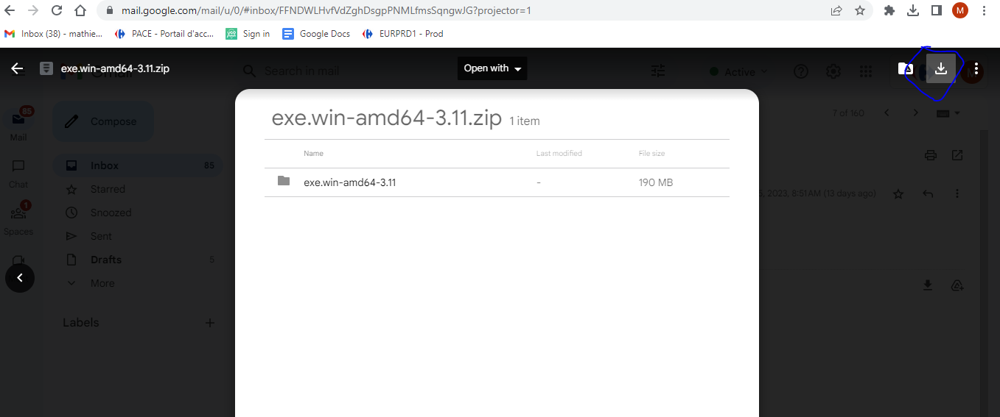 mail.google.com/mail/u/0/#inbox/FFNDWLHvfVdZghDsgpPNMLfmsSqngwJG?projector=1
M
Inbox (38) - mathie...
PACE - Portail d'acc...
Sign in
Google Docs
EURPRD1 - Prod
exe.win-amd64-3.11.zip
Gmail
Search in mail
Open with
Active
M
85
Mail
Compose
exe.win-amd64-3.11.zip 1 item
7 of 160
Name Last modified File size
Inbox 85
Chat
exe.win-amd64-3.11 - 190 MB
Starred
2023, 8:51 AM (13 days ago)
1
Snoozed
Spaces
Sent
Drafts 5
More
Labels